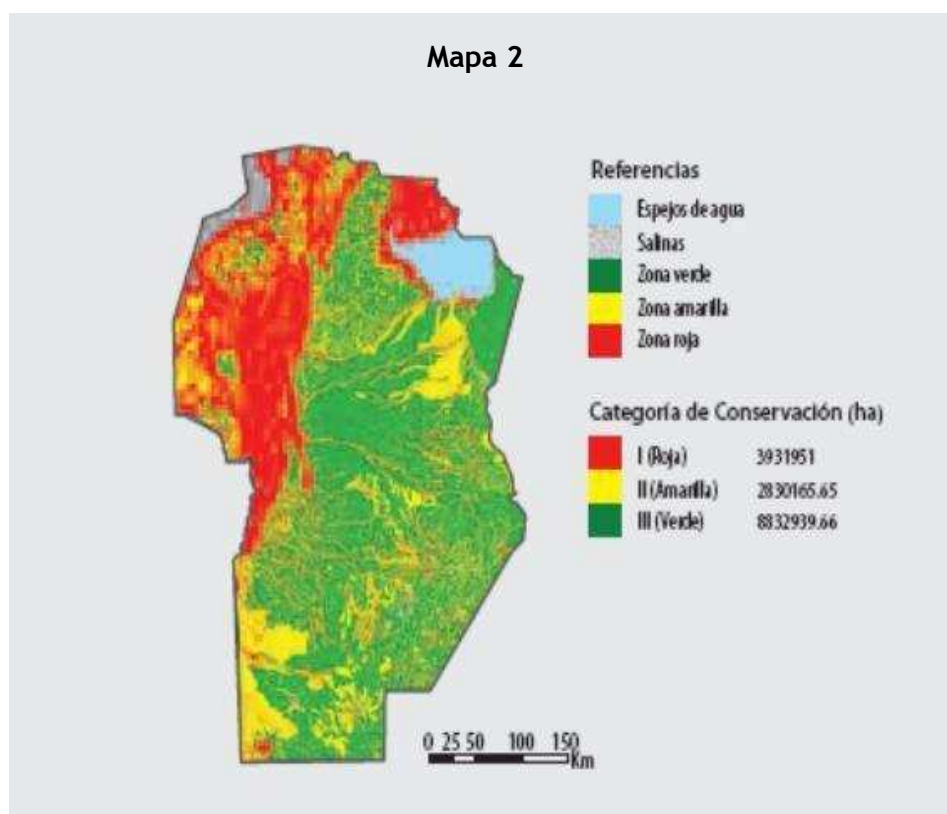 Mapa 2
Referencias
Espejos de agua
Salinas
Zona verde
Zona amarilla
Zona roja
Categoría de Conservación (ha)
I (Roja) 3931951
II (Amarilla) 2830165.65
III (Verde) 8832939.66
0 25 50 100 150
Km